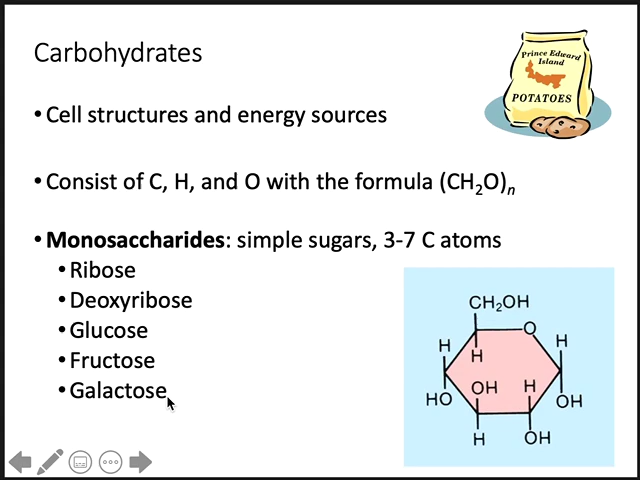 Carbohydrates
Prince Edward
Island
POTATOES
• Cell structures and energy sources
• Consist of C, H, and O with the formula (CH₂O)ₙ
• Monosaccharides: simple sugars, 3-7 C atoms
• Ribose
• Deoxyribose
• Glucose
• Fructose
• Galactose
CH₂OH
O
H H
H
HO OH H OH
H OH